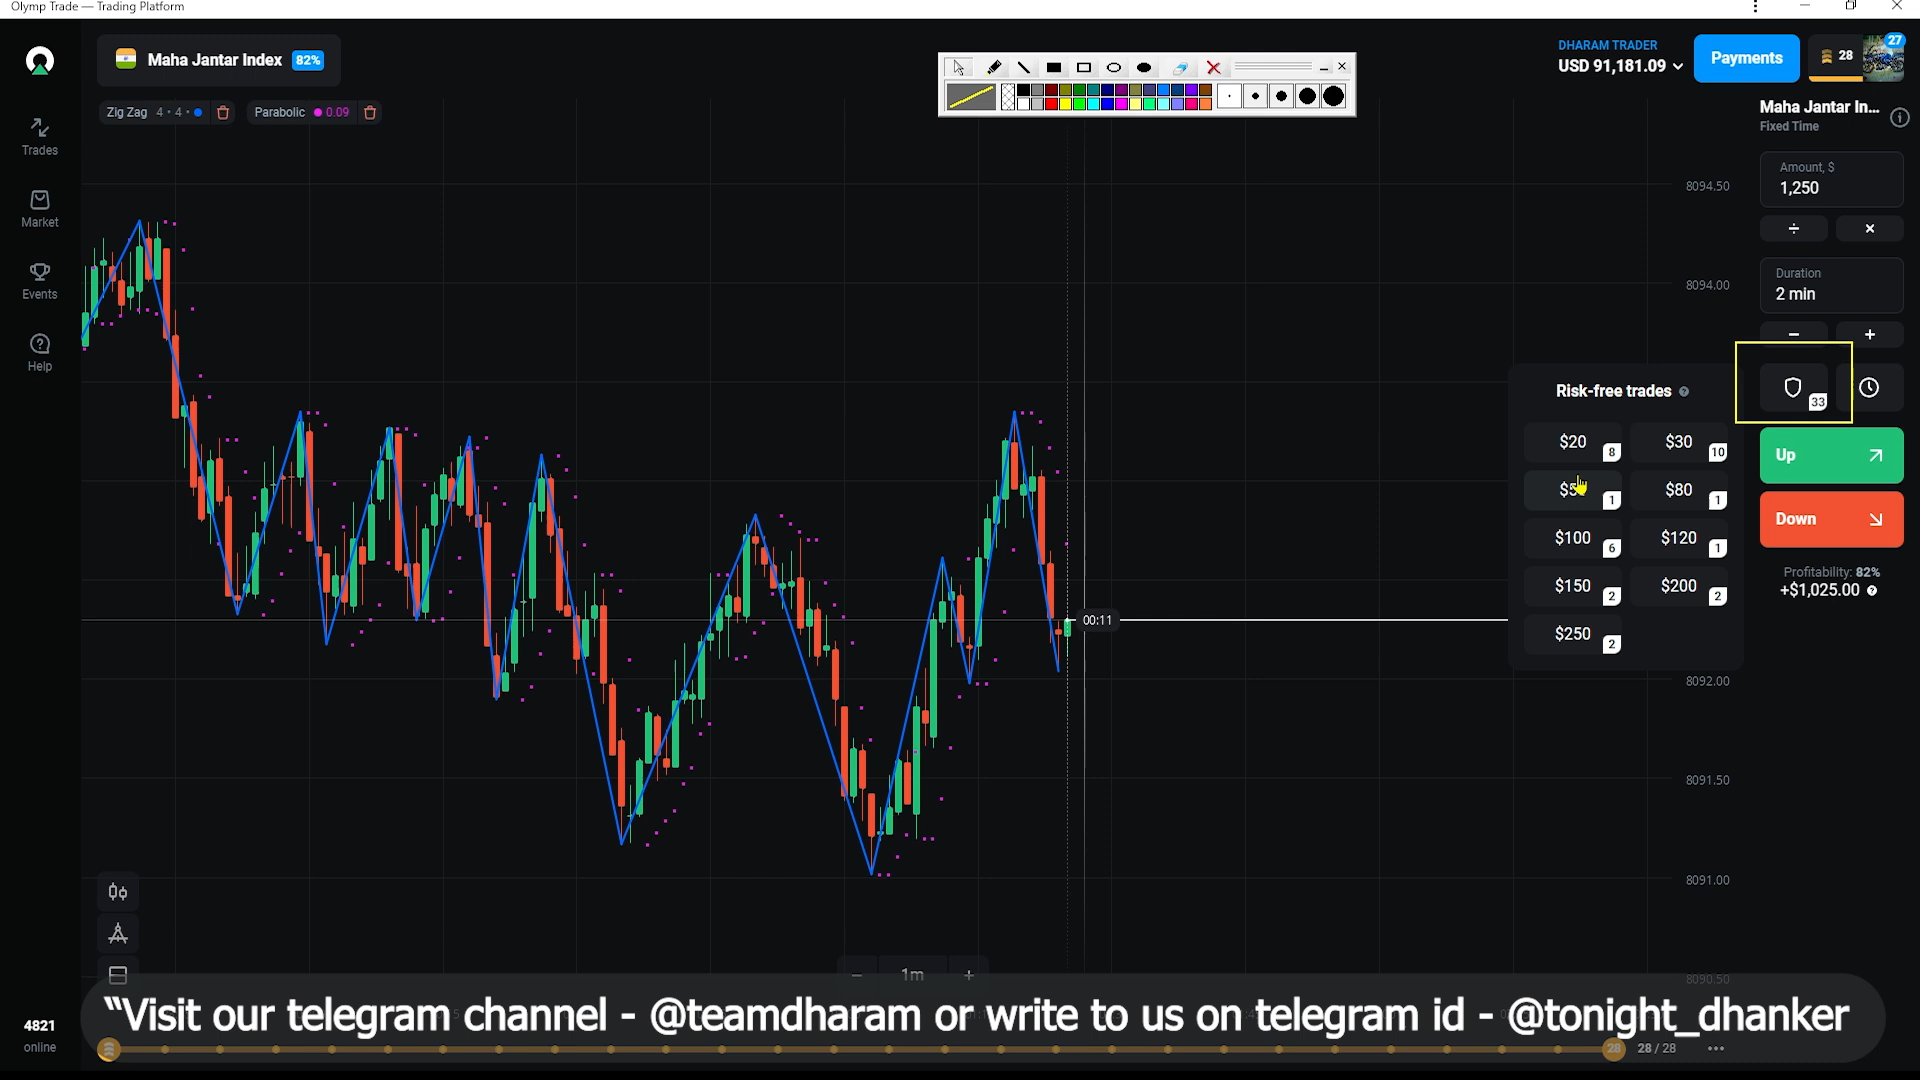 Olymp Trade — Trading Platform
Maha Jantar Index 82%
DHARAM TRADER
USD 91,181.09
Payments
28
27
Zig Zag 4 · 4 ·
Parabolic 0.09
Maha Jantar In...
Fixed Time
Amount, $
1,250
÷ ×
Duration
2 min
− +
33
Up
Down
Profitability: 82%
+$1,025.00
Trades
Market
Events
Help
Risk-free trades
$20 8 $30 10
1 $80 1
$100 6 $120 1
$150 2 $200 2
$250 2
8094.50
8094.00
8092.00
8091.50
8091.00
8090.50
00:11
− 1m +
“Visit our telegram channel - @teamdharam or write to us on telegram id - @tonight_dhanker
4821
online
28 28 / 28